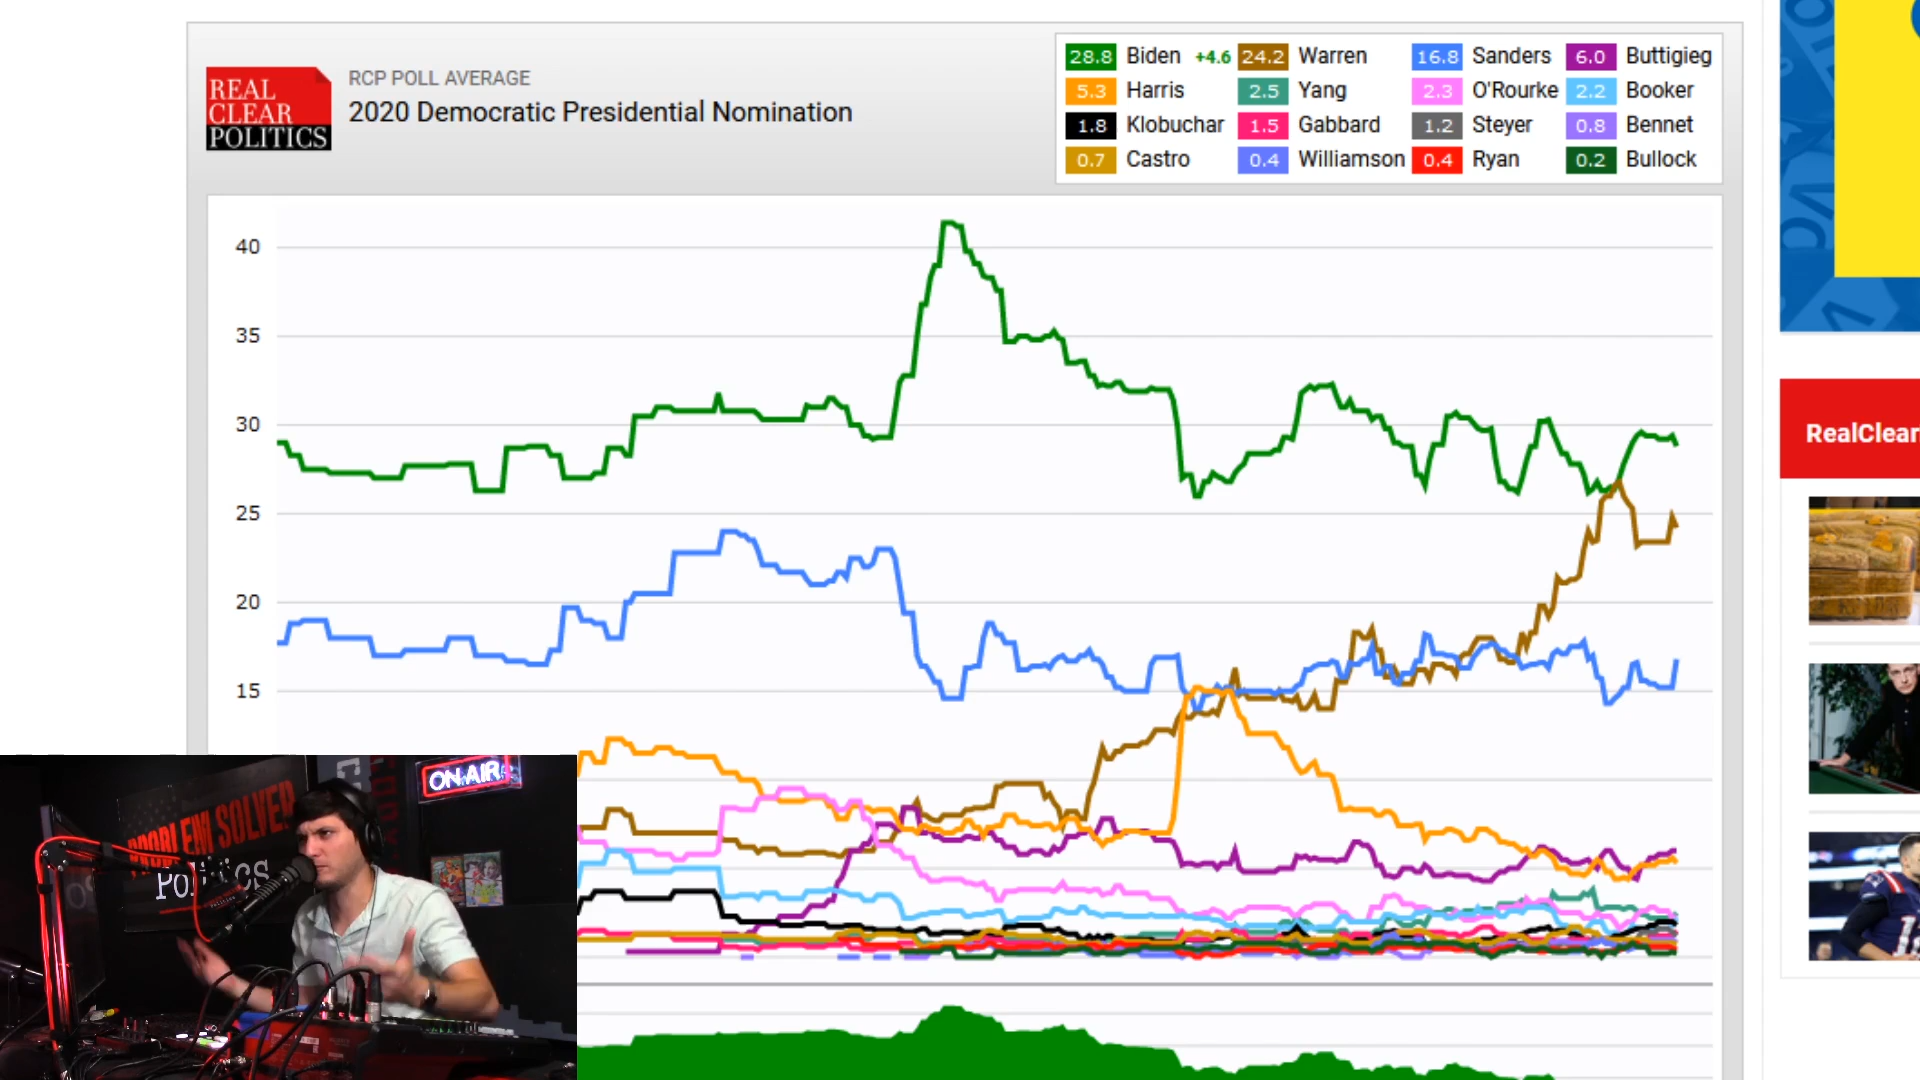 REAL
CLEAR
POLITICS
RCP POLL AVERAGE
2020 Democratic Presidential Nomination
28.8 Biden +4.6 24.2 Warren 16.8 Sanders 6.0 Buttigieg
5.3 Harris 2.5 Yang 2.3 O'Rourke 2.2 Booker
1.8 Klobuchar 1.5 Gabbard 1.2 Steyer 0.8 Bennet
0.7 Castro 0.4 Williamson 0.4 Ryan 0.2 Bullock
40
35
30
25
20
15
RealClear
ON AIR
PROBLEM SOLVER
Politics